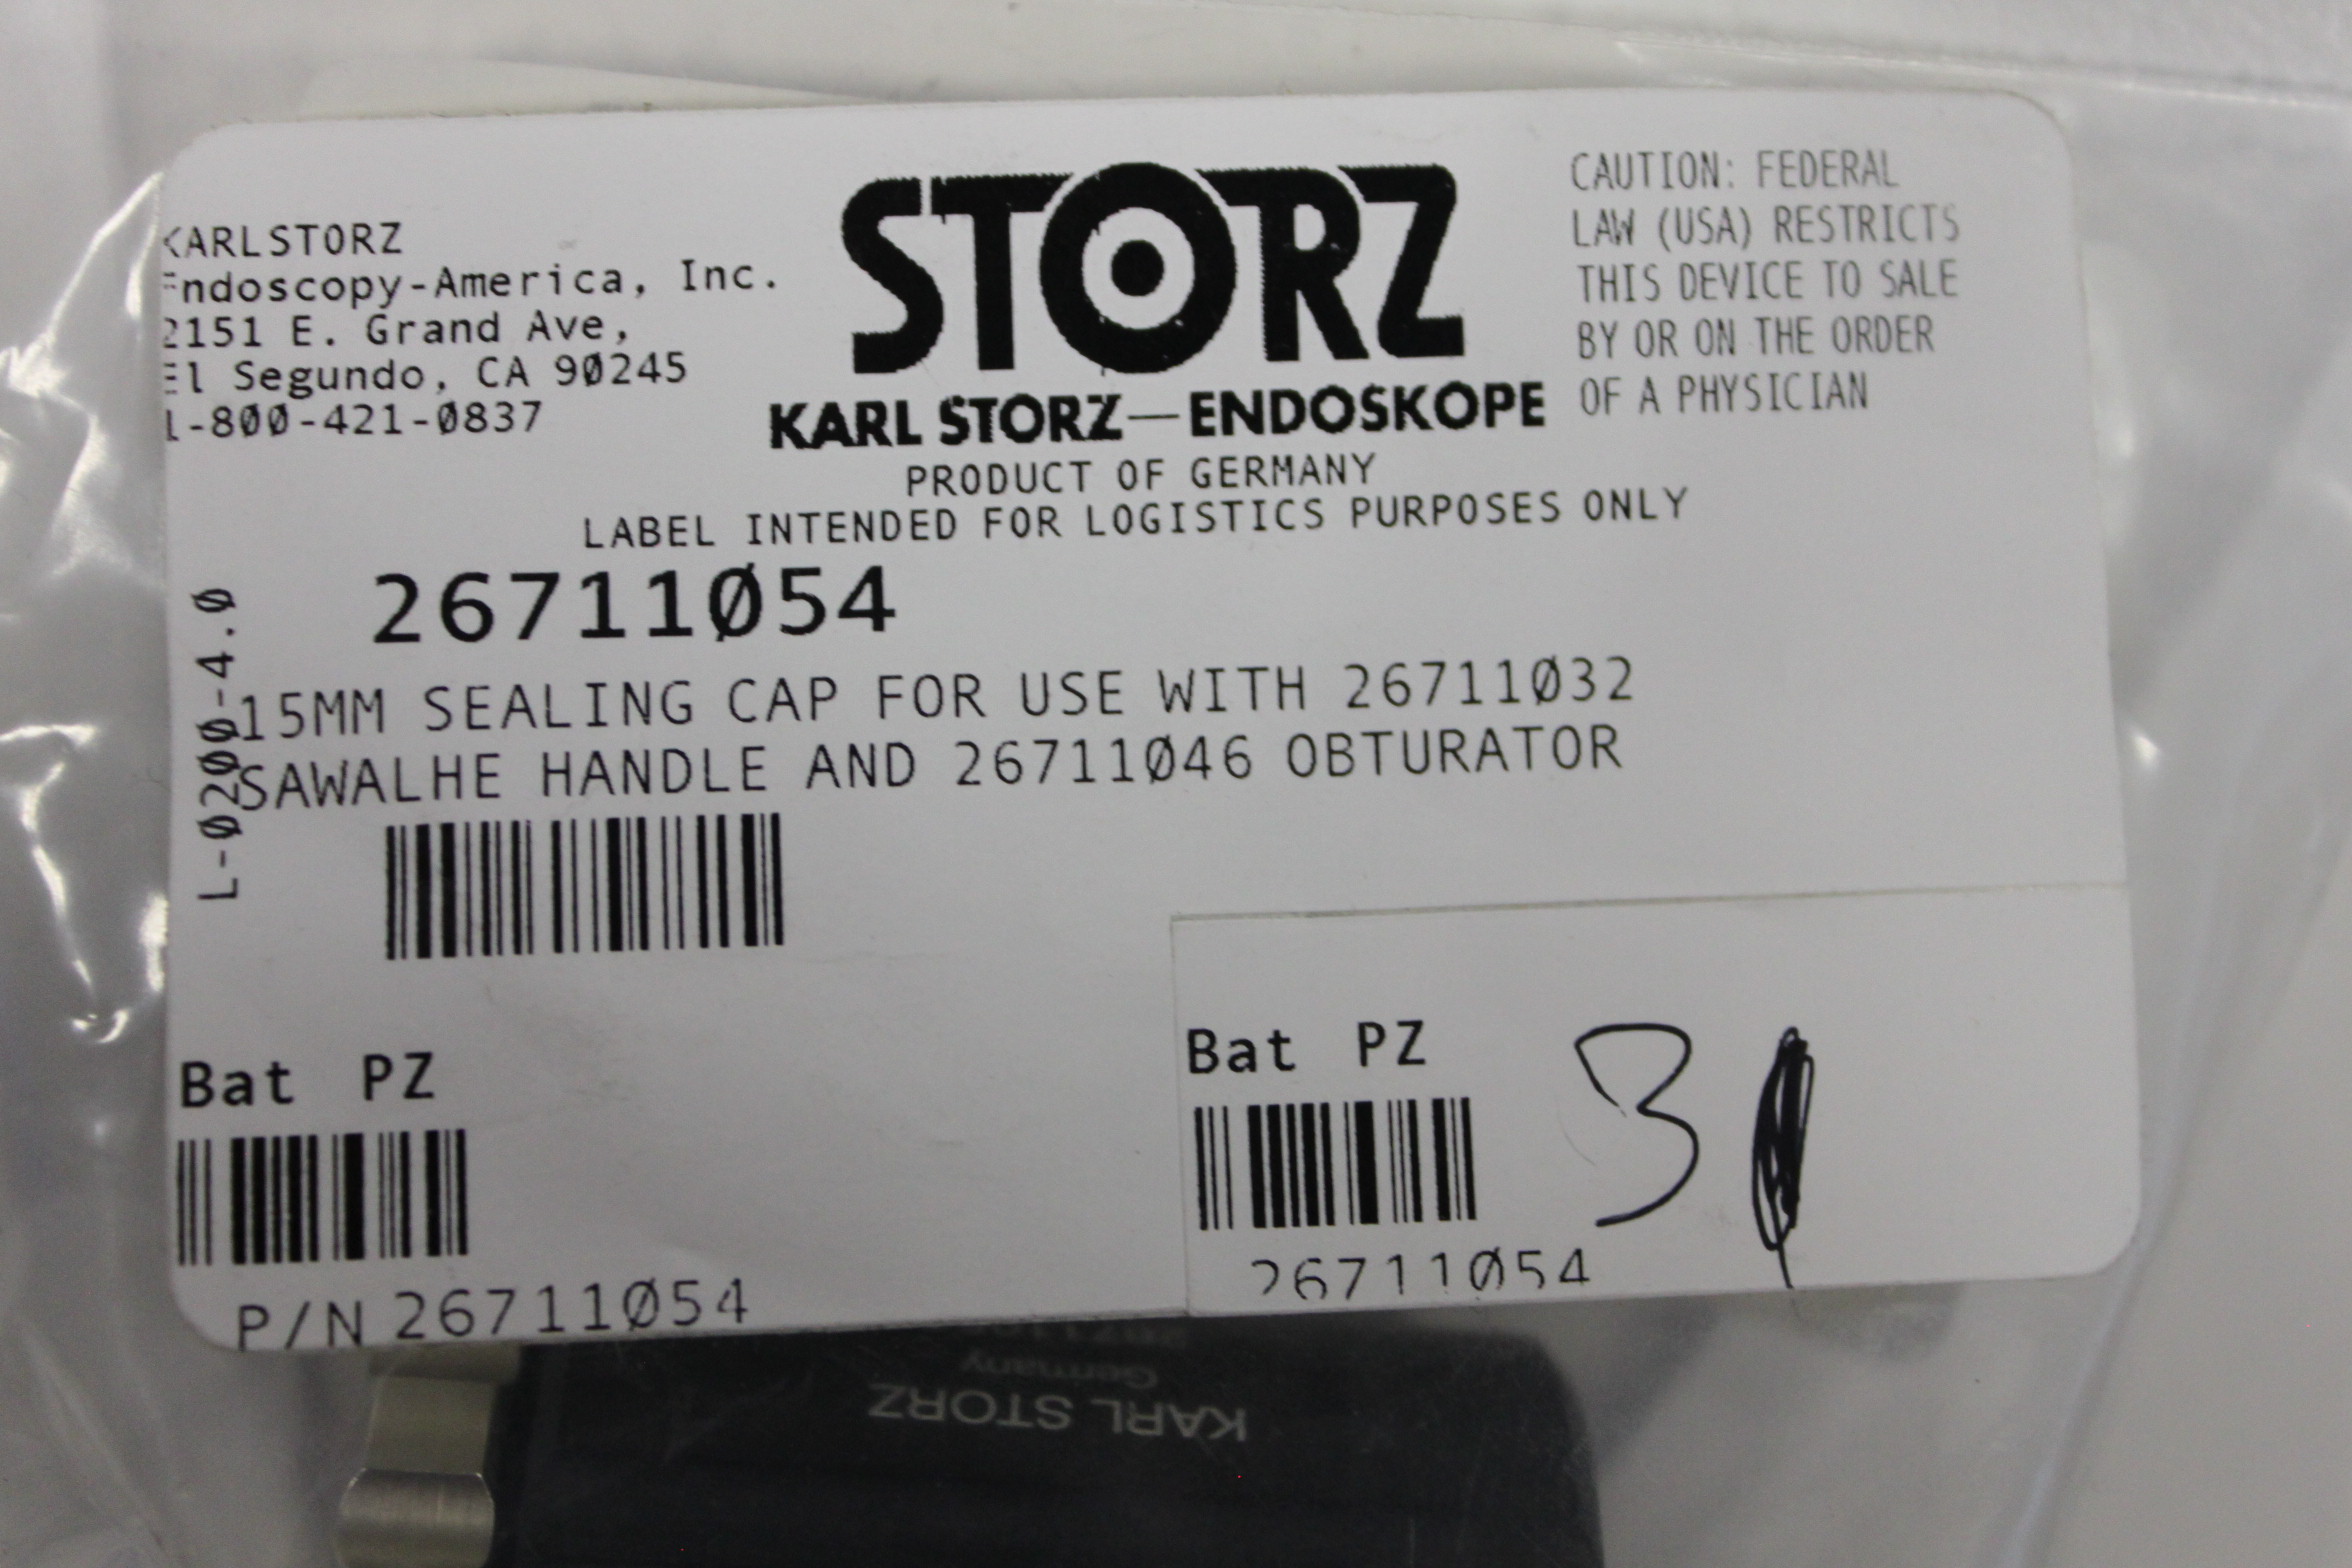 KARLSTORZ
Endoscopy-America, Inc.
2151 E. Grand Ave,
El Segundo, CA 90245
1-800-421-0837
STORZ
KARL STORZ—ENDOSKOPE
CAUTION: FEDERAL
LAW (USA) RESTRICTS
THIS DEVICE TO SALE
BY OR ON THE ORDER
OF A PHYSICIAN
PRODUCT OF GERMANY
LABEL INTENDED FOR LOGISTICS PURPOSES ONLY
26711054
L-0200-4.0
15MM SEALING CAP FOR USE WITH 26711032
SAWALHE HANDLE AND 26711046 OBTURATOR
Bat PZ
P/N 26711054
Bat PZ
3
26711054
Germany
KARL STORZ